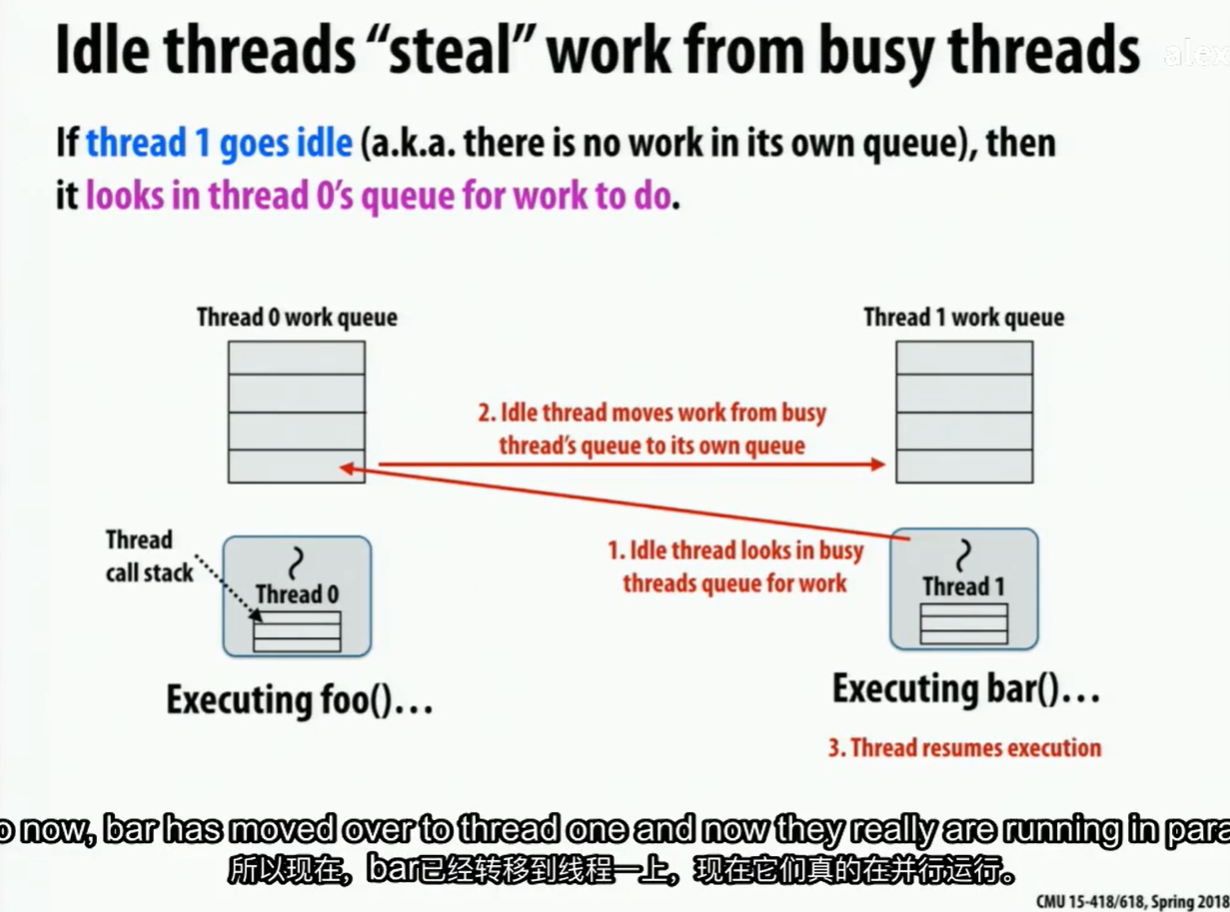 Idle threads “steal” work from busy threads
If thread 1 goes idle (a.k.a. there is no work in its own queue), then
it looks in thread 0’s queue for work to do.
Thread 0 work queue
Thread 1 work queue
2. Idle thread moves work from busy
thread’s queue to its own queue
Thread
call stack
Thread 0
1. Idle thread looks in busy
threads queue for work
Thread 1
Executing foo()…
Executing bar()…
3. Thread resumes execution
now, bar has moved over to thread one and now they really are running in
所以现在，bar已经转移到线程一上，现在它们真的在并行运行。
CMU 15-418/618, Spring 2018